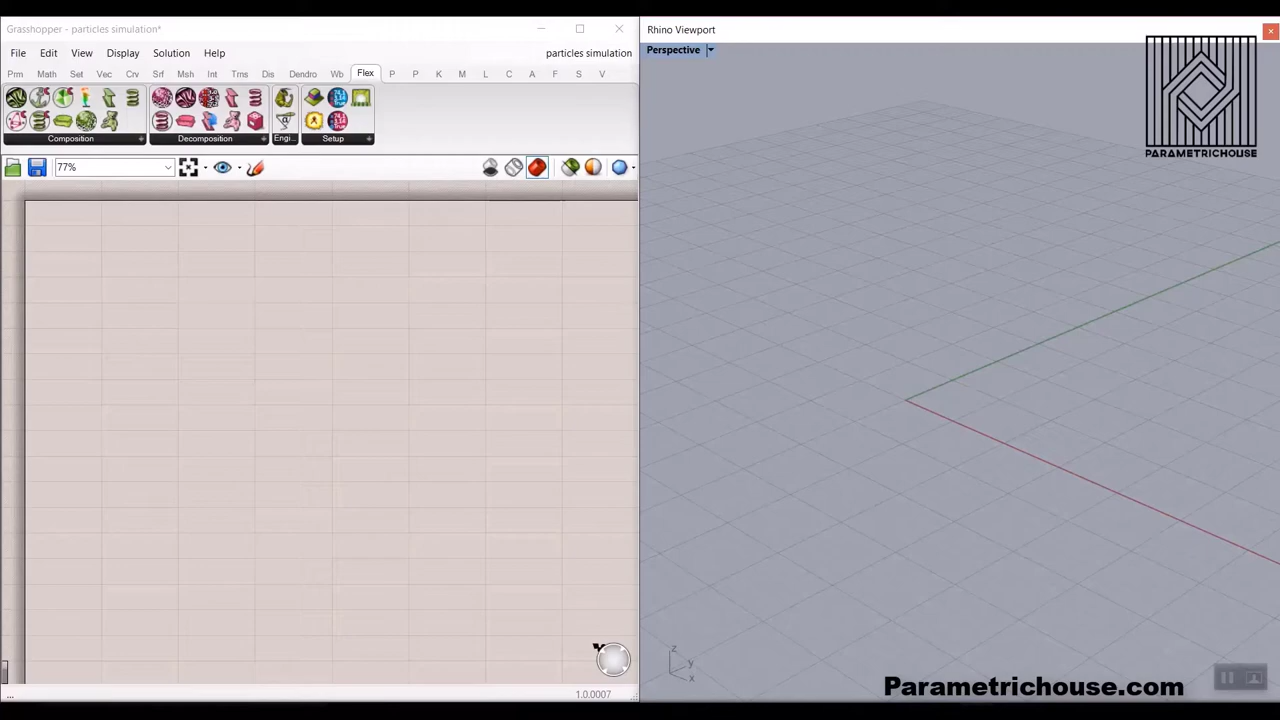 Grasshopper - particles simulation*
File Edit View Display Solution Help
particles simulation
Prm Math Set Vec Crv Srf Msh Int Trns Dis Dendro Wb Flex P P K M L C A F S V
Composition
Decomposition
Engi...
Setup
77%
...
1.0.0007
Rhino Viewport
Perspective
PARAMETRICHOUSE
z
y
x
Parametrichouse.com